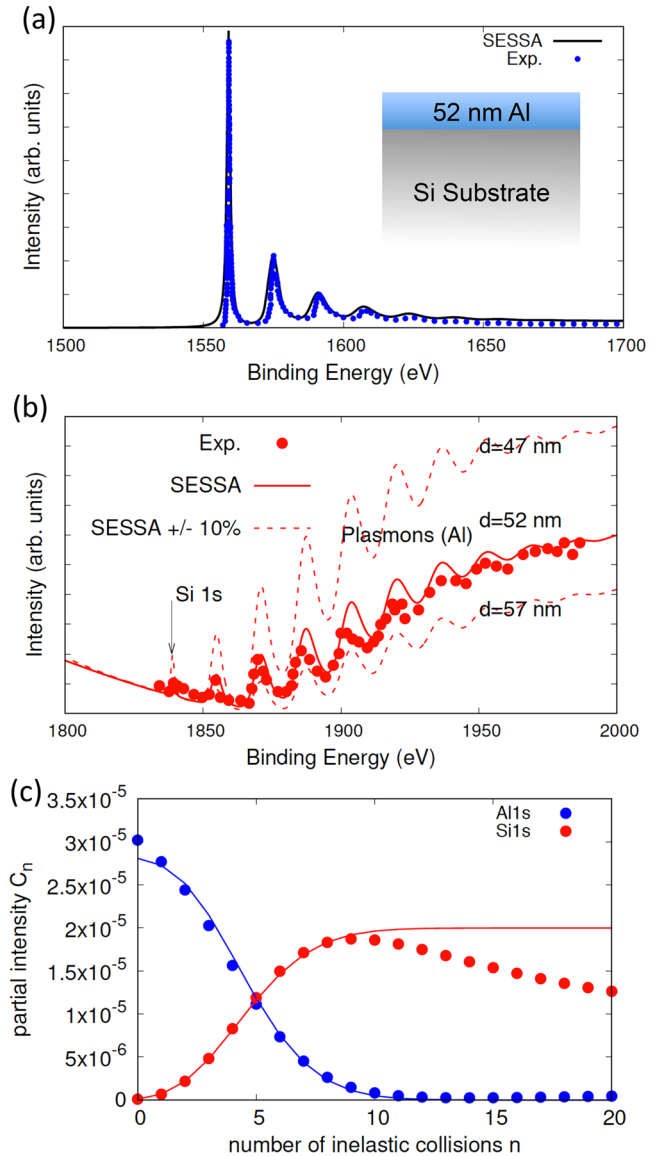 (a)
SESSA
Exp.
52 nm Al
Si Substrate
Intensity (arb. units)
1500 1550 1600 1650 1700
Binding Energy (eV)
(b)
Exp.
SESSA
SESSA +/- 10%
d=47 nm
Plasmons (Al)
d=52 nm
d=57 nm
Si 1s
Intensity (arb. units)
1800 1850 1900 1950 2000
Binding Energy (eV)
(c)
Al1s
Si1s
3.5x10-5
3x10-5
2.5x10-5
2x10-5
1.5x10-5
1x10-5
5x10-6
0
partial intensity Cn
0 5 10 15 20
number of inelastic collisions n